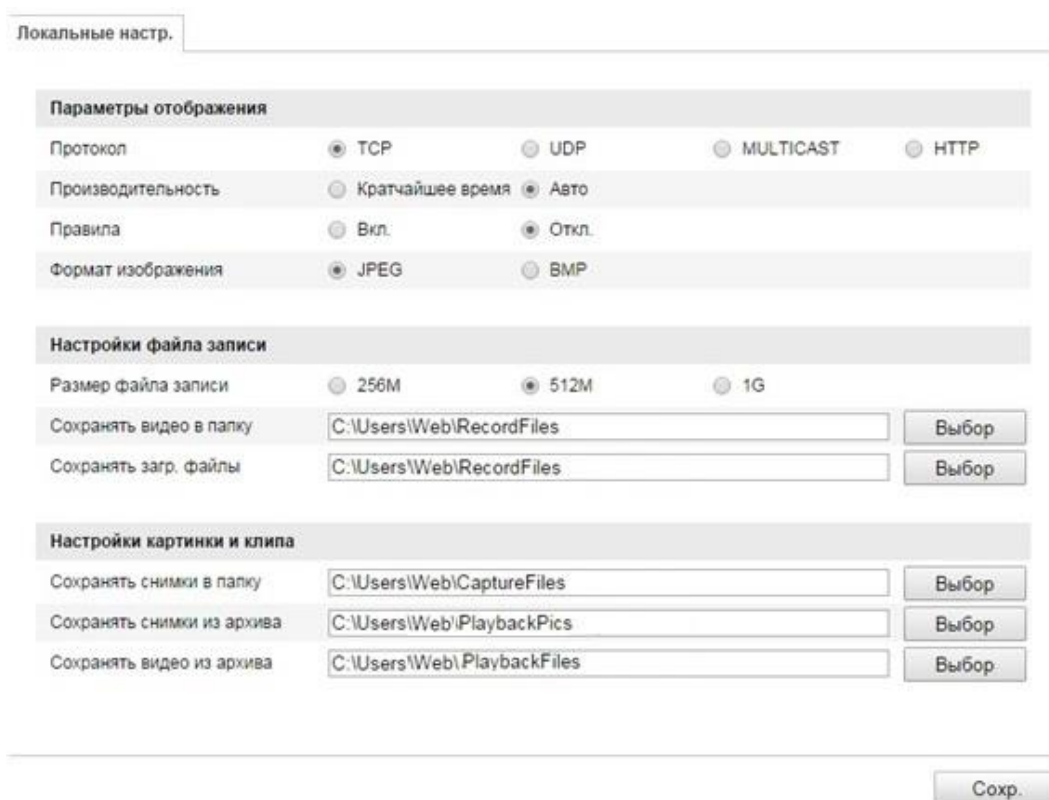 Локальные настр.
Параметры отображения
Протокол TCP UDP MULTICAST HTTP
Производительность Кратчайшее время Авто
Правила Вкл. Откл.
Формат изображения JPEG BMP
Настройки файла записи
Размер файла записи 256M 512M 1G
Сохранять видео в папку C:\Users\Web\RecordFiles Выбор
Сохранять загр. файлы C:\Users\Web\RecordFiles Выбор
Настройки картинки и клипа
Сохранять снимки в папку C:\Users\Web\CaptureFiles Выбор
Сохранять снимки из архива C:\Users\Web\PlaybackPics Выбор
Сохранять видео из архива C:\Users\Web\PlaybackFiles Выбор
Сохр.